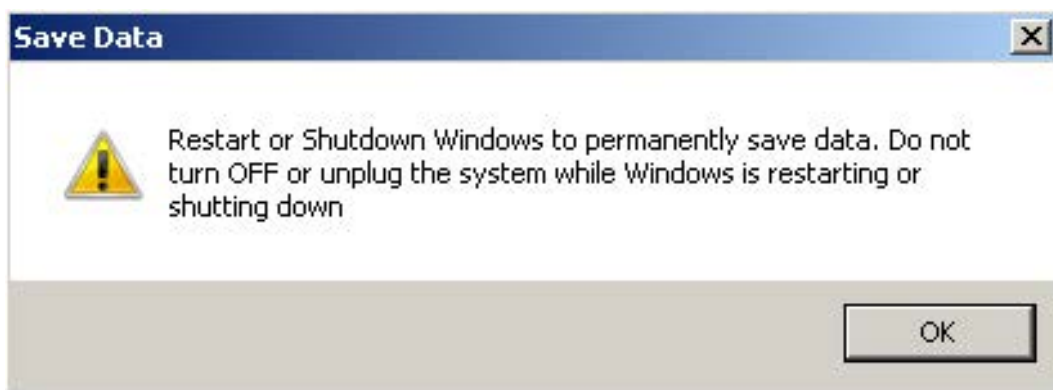 Save Data
Restart or Shutdown Windows to permanently save data. Do not
turn OFF or unplug the system while Windows is restarting or
shutting down
OK